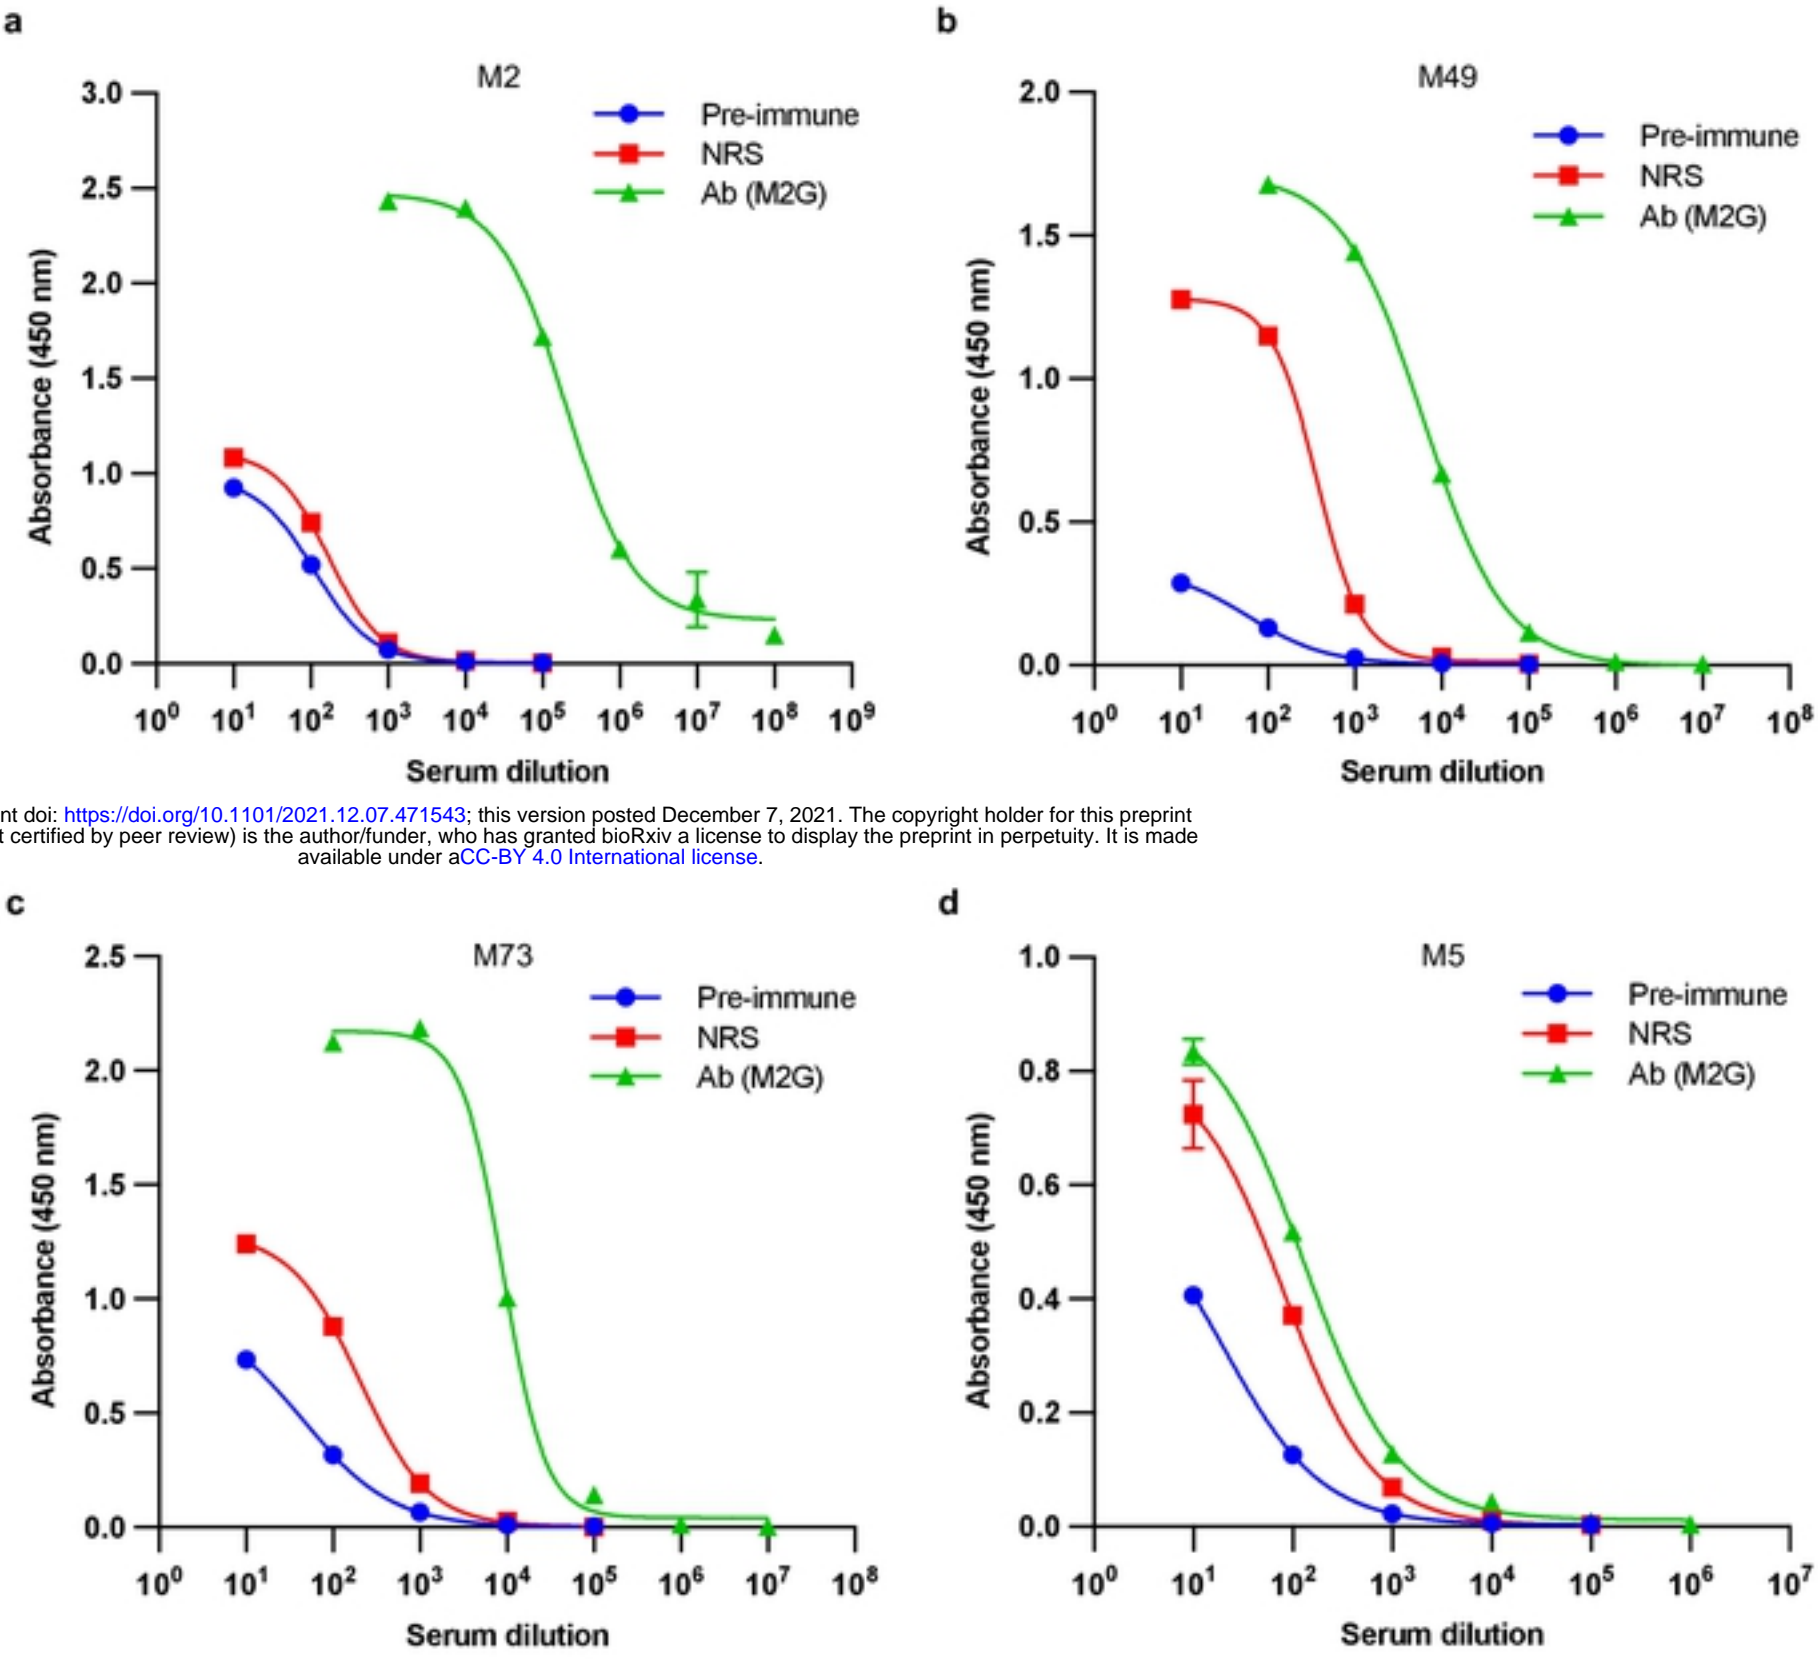 a
M2
3.0
2.5
2.0
1.5
1.0
0.5
0.0
Absorbance (450 nm)
Pre-immune
NRS
Ab (M2G)
10⁰ 10¹ 10² 10³ 10⁴ 10⁵ 10⁶ 10⁷ 10⁸ 10⁹
Serum dilution
b
M49
2.0
1.5
1.0
0.5
0.0
Absorbance (450 nm)
Pre-immune
NRS
Ab (M2G)
10⁰ 10¹ 10² 10³ 10⁴ 10⁵ 10⁶ 10⁷ 10⁸
Serum dilution
nt doi: https://doi.org/10.1101/2021.12.07.471543; this version posted December 7, 2021. The copyright holder for this preprint
t certified by peer review) is the author/funder, who has granted bioRxiv a license to display the preprint in perpetuity. It is made
available under aCC-BY 4.0 International license.
c
M73
2.5
2.0
1.5
1.0
0.5
0.0
Absorbance (450 nm)
Pre-immune
NRS
Ab (M2G)
10⁰ 10¹ 10² 10³ 10⁴ 10⁵ 10⁶ 10⁷ 10⁸
Serum dilution
d
M5
1.0
0.8
0.6
0.4
0.2
0.0
Absorbance (450 nm)
Pre-immune
NRS
Ab (M2G)
10⁰ 10¹ 10² 10³ 10⁴ 10⁵ 10⁶ 10⁷
Serum dilution